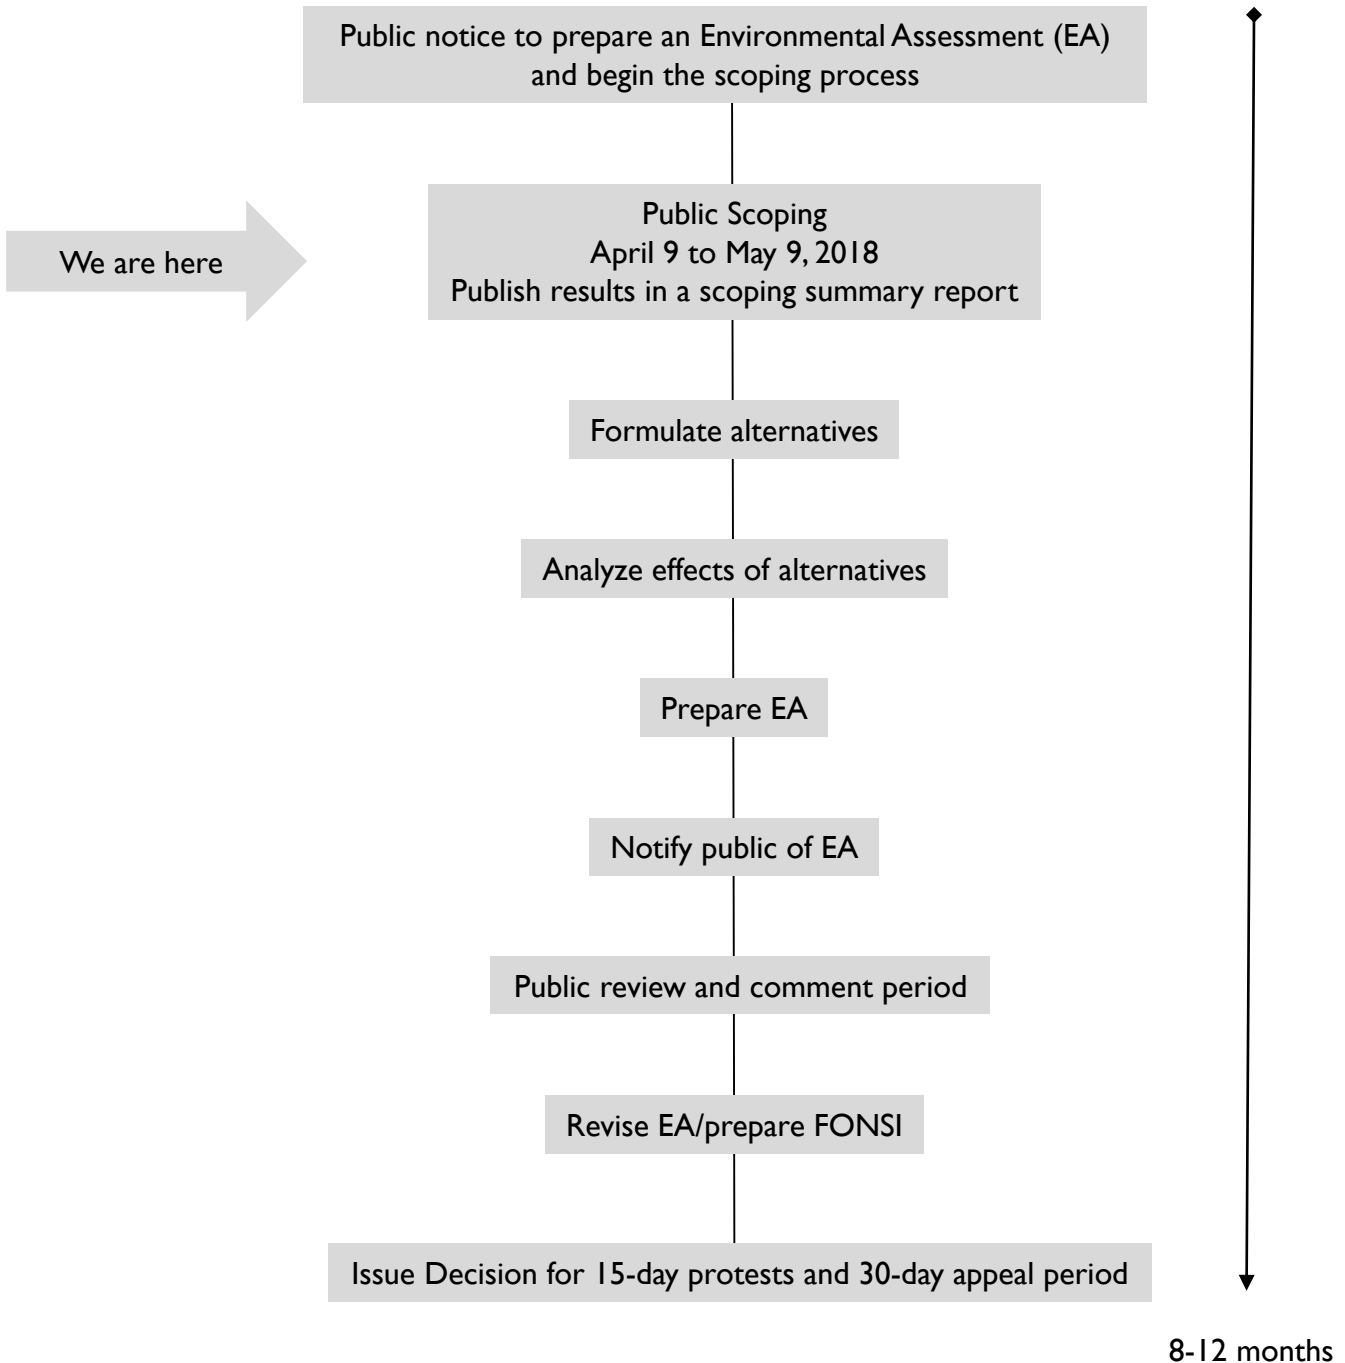 Public notice to prepare an Environmental Assessment (EA)
and begin the scoping process
We are here
Public Scoping
April 9 to May 9, 2018
Publish results in a scoping summary report
Formulate alternatives
Analyze effects of alternatives
Prepare EA
Notify public of EA
Public review and comment period
Revise EA/prepare FONSI
Issue Decision for 15-day protests and 30-day appeal period
8-12 months